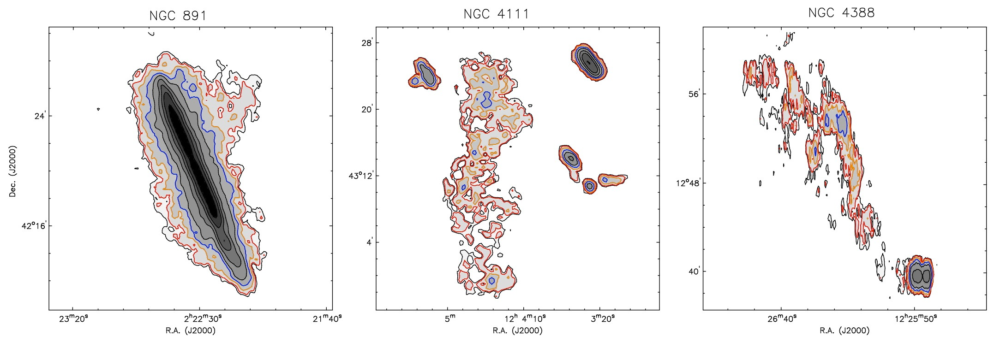 NGC 891
NGC 4111
NGC 4388
Dec. (J2000)
24'
42°16'
23ᵐ20ˢ
2ʰ22ᵐ30ˢ
21ᵐ40ˢ
R.A. (J2000)
28'
20'
43°12'
4'
5ᵐ
12ʰ 4ᵐ10ˢ
3ᵐ20ˢ
R.A. (J2000)
56'
12°48'
40'
26ᵐ40ˢ
12ʰ25ᵐ50ˢ
R.A. (J2000)